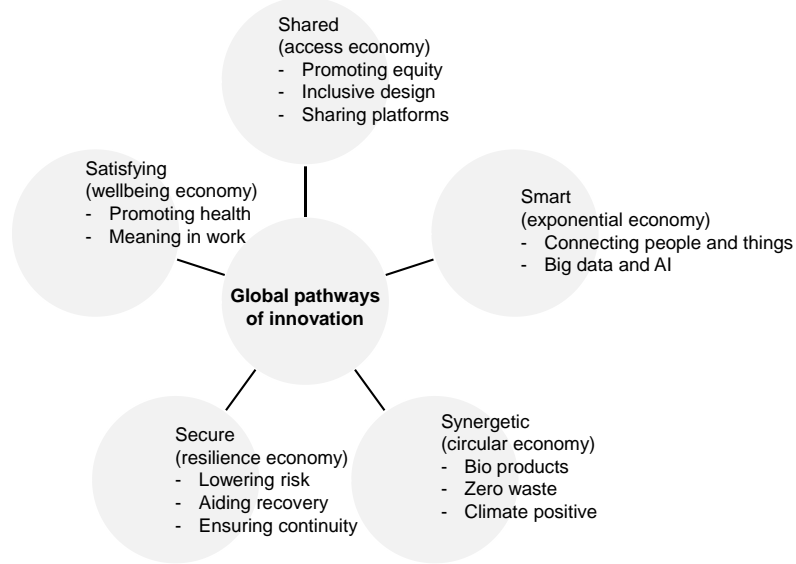 Shared
(access economy)
- Promoting equity
- Inclusive design
- Sharing platforms
Satisfying
(wellbeing economy)
- Promoting health
- Meaning in work
Smart
(exponential economy)
- Connecting people and things
- Big data and AI
Global pathways
of innovation
Secure
(resilience economy)
- Lowering risk
- Aiding recovery
- Ensuring continuity
Synergetic
(circular economy)
- Bio products
- Zero waste
- Climate positive